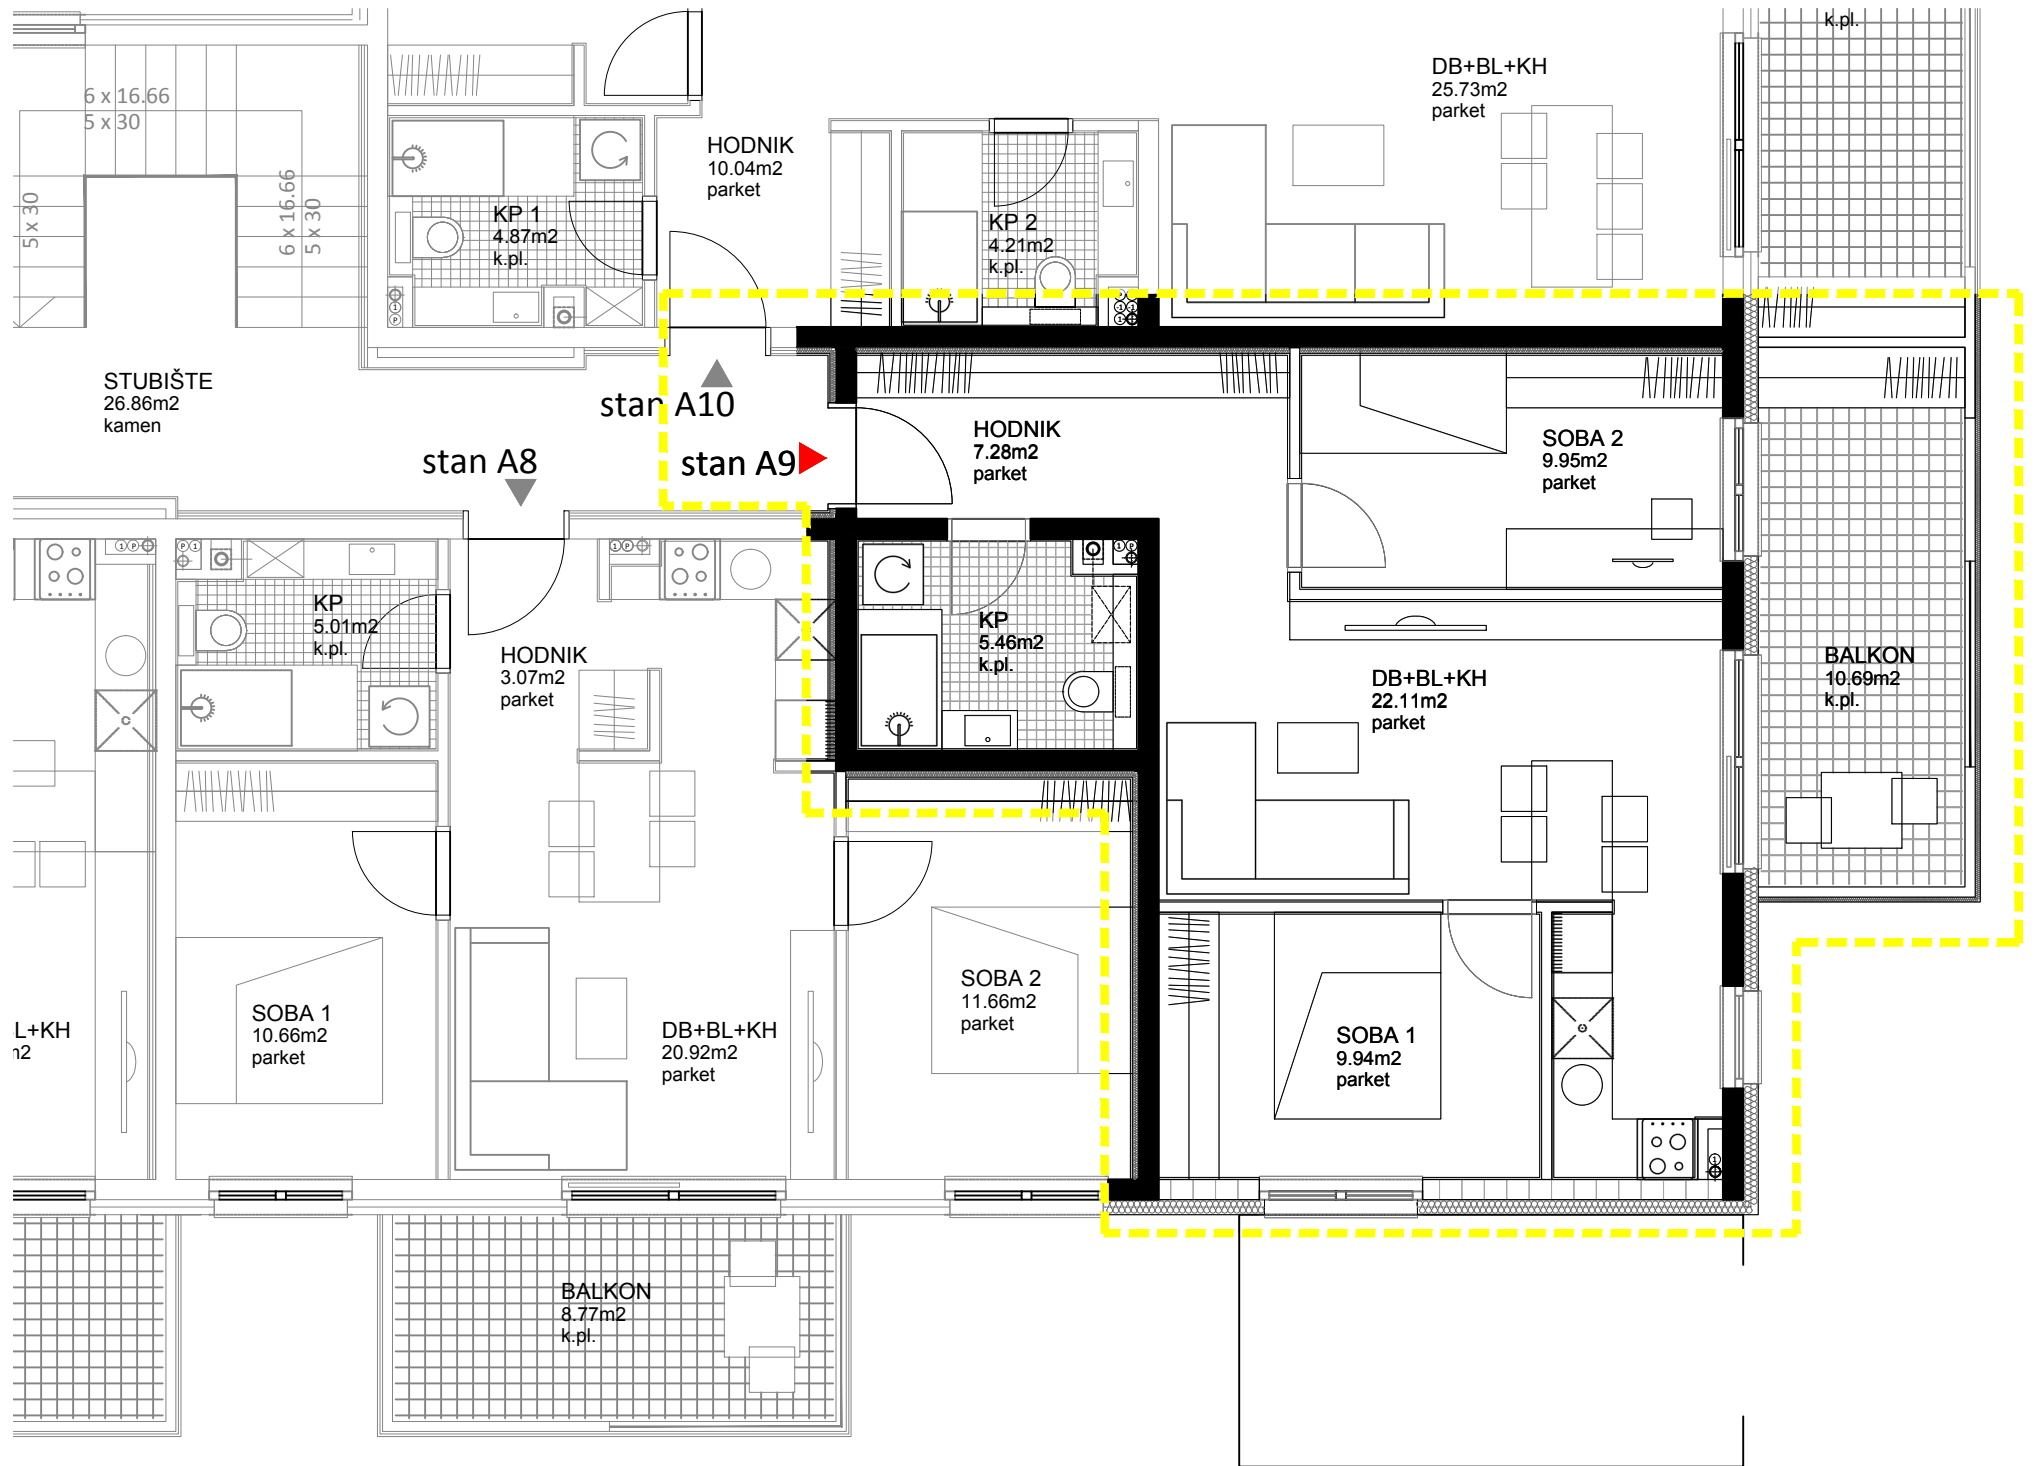 k.pl.
DB+BL+KH
25.73m2
parket
6 x 16.66
5 x 30
HODNIK
10.04m2
parket
5 x 30
6 x 16.66
5 x 30
KP 1
4.87m2
k.pl.
KP 2
4.21m2
k.pl.
STUBIŠTE
26.86m2
kamen
stan A10
stan A8
stan A9
HODNIK
7.28m2
parket
SOBA 2
9.95m2
parket
KP
5.01m2
k.pl.
HODNIK
3.07m2
parket
KP
5.46m2
k.pl.
DB+BL+KH
22.11m2
parket
BALKON
10.69m2
k.pl.
L+KH
m2
SOBA 1
10.66m2
parket
DB+BL+KH
20.92m2
parket
SOBA 2
11.66m2
parket
SOBA 1
9.94m2
parket
BALKON
8.77m2
k.pl.